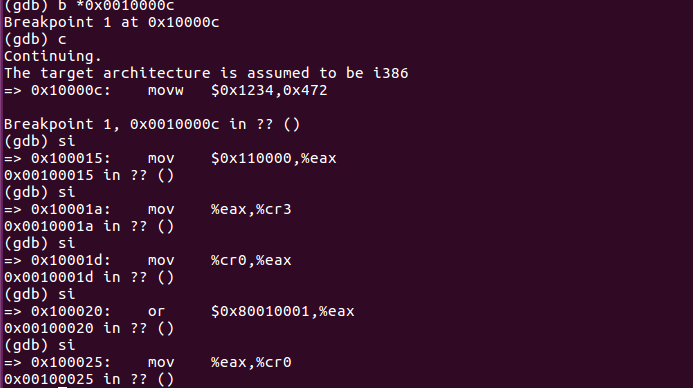 (gdb) b *0x0010000c
Breakpoint 1 at 0x10000c
(gdb) c
Continuing.
The target architecture is assumed to be i386
=> 0x10000c:    movw   $0x1234,0x472

Breakpoint 1, 0x0010000c in ?? ()
(gdb) si
=> 0x100015:    mov    $0x110000,%eax
0x00100015 in ?? ()
(gdb) si
=> 0x10001a:    mov    %eax,%cr3
0x0010001a in ?? ()
(gdb) si
=> 0x10001d:    mov    %cr0,%eax
0x0010001d in ?? ()
(gdb) si
=> 0x100020:    or     $0x80010001,%eax
0x00100020 in ?? ()
(gdb) si
=> 0x100025:    mov    %eax,%cr0
0x00100025 in ?? ()